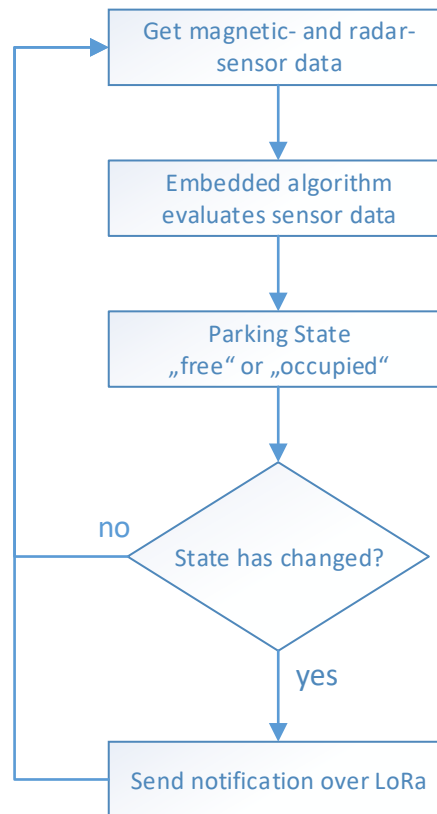 Get magnetic- and radar-
sensor data
Embedded algorithm
evaluates sensor data
Parking State
„free“ or „occupied“
State has changed?
no
yes
Send notification over LoRa